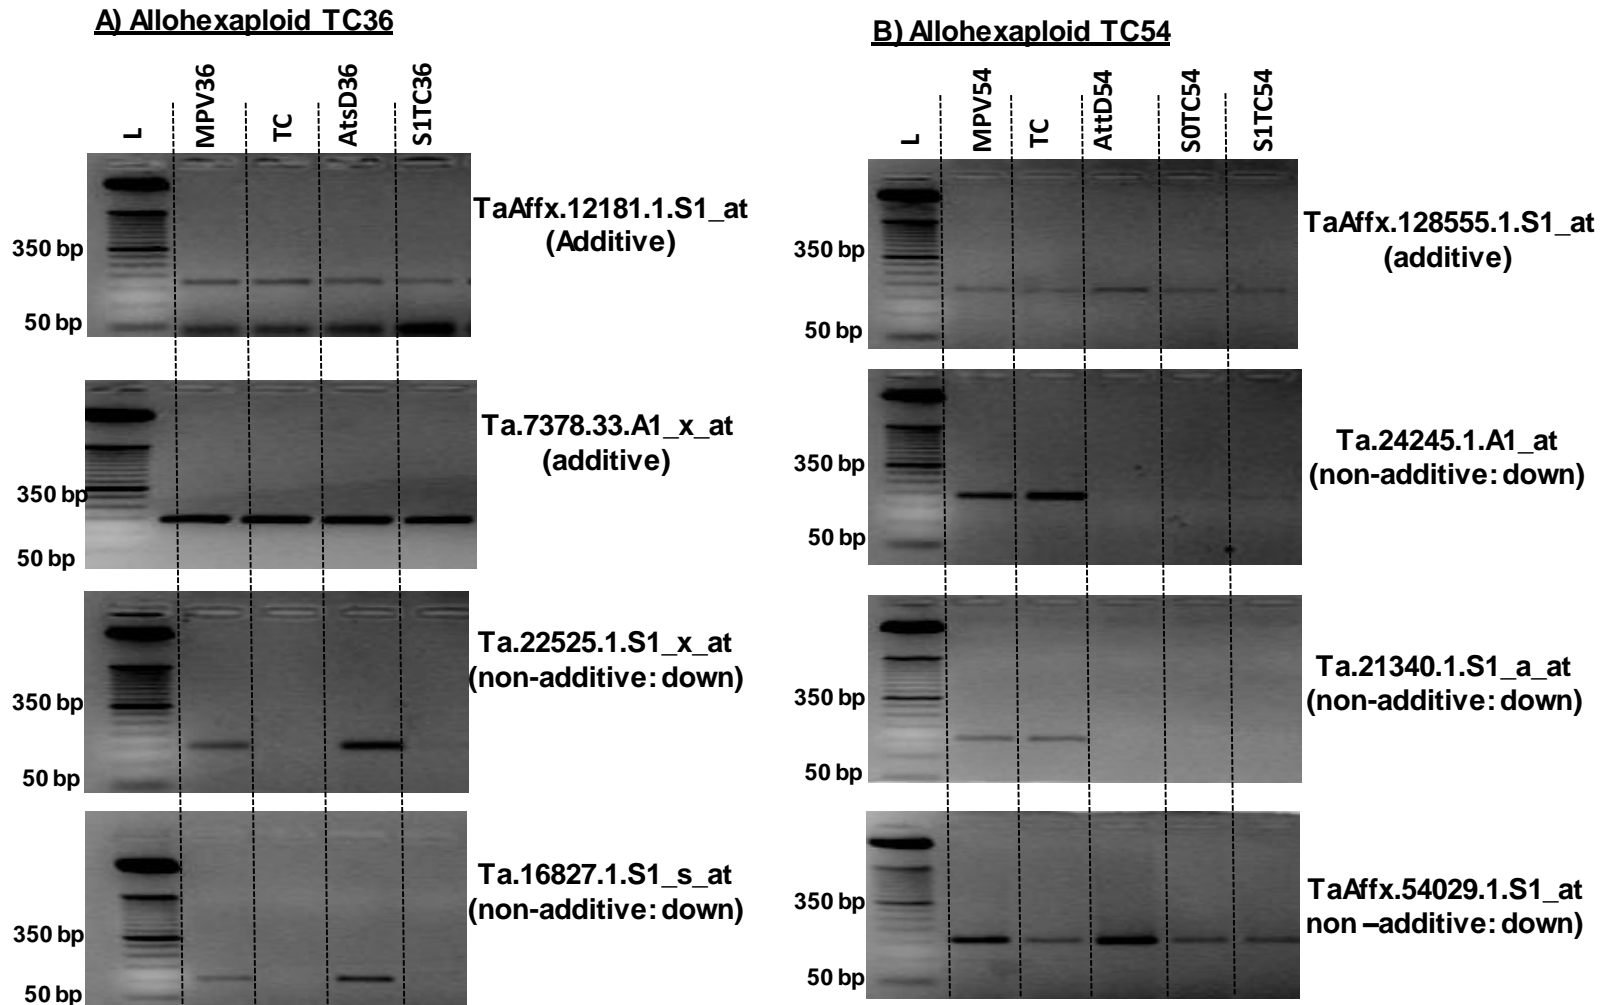 A) Allohexaploid TC36
L
MPV36
TC
AtsD36
S1TC36
350 bp
50 bp
TaAffx.12181.1.S1_at
(Additive)
350 bp
50 bp
Ta.7378.33.A1_x_at
(additive)
350 bp
50 bp
Ta.22525.1.S1_x_at
(non-additive: down)
350 bp
50 bp
Ta.16827.1.S1_s_at
(non-additive: down)
B) Allohexaploid TC54
L
MPV54
TC
AttD54
S0TC54
S1TC54
350 bp
50 bp
TaAffx.128555.1.S1_at
(additive)
350 bp
50 bp
Ta.24245.1.A1_at
(non-additive: down)
350 bp
50 bp
Ta.21340.1.S1_a_at
(non-additive: down)
350 bp
50 bp
TaAffx.54029.1.S1_at
non –additive: down)